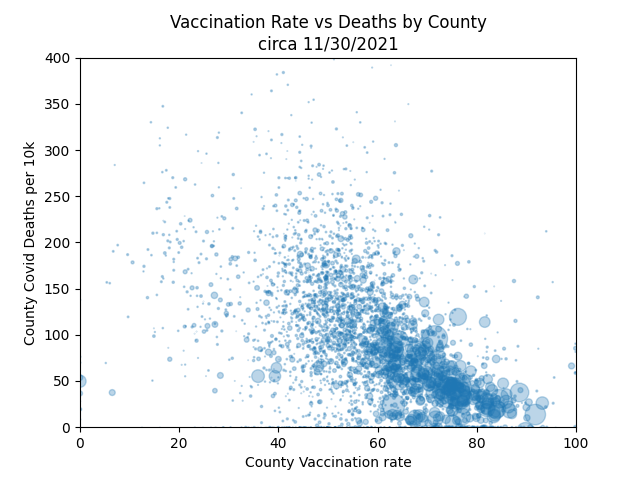 Vaccination Rate vs Deaths by County
circa 11/30/2021
400
350
300
250
200
150
100
50
0
County Covid Deaths per 10k
0 20 40 60 80 100
County Vaccination rate